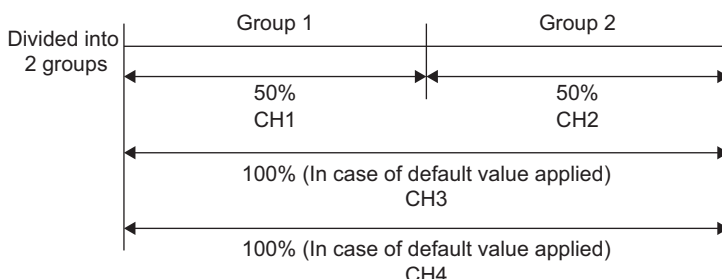 Group 1 Group 2
Divided into
2 groups
50% 50%
CH1 CH2
100% (In case of default value applied)
CH3
100% (In case of default value applied)
CH4